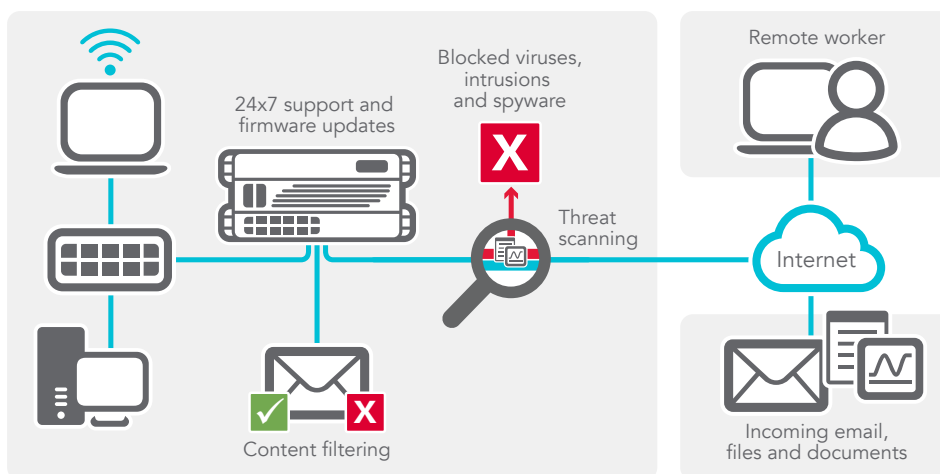 Blocked viruses,
intrusions
and spyware
X
24x7 support and
firmware updates
Threat
scanning
X
Content filtering
Remote worker
Internet
Incoming email,
files and documents